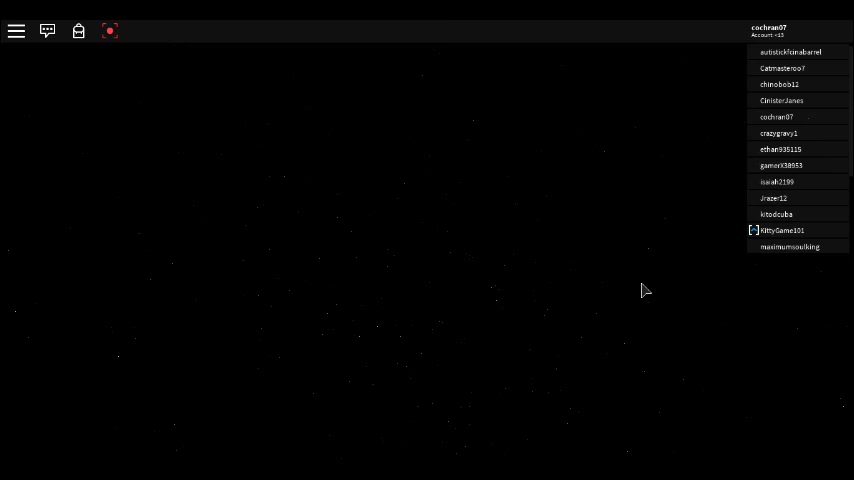 cochran07
Account: <13
autistickfcinabarrel
Catmasteroo7
chinobob12
CinisterJanes
cochran07
crazygravy1
ethan935115
gamerX38953
isaiah2199
Jrazer12
kitodcuba
KittyGame101
maximumsoulking